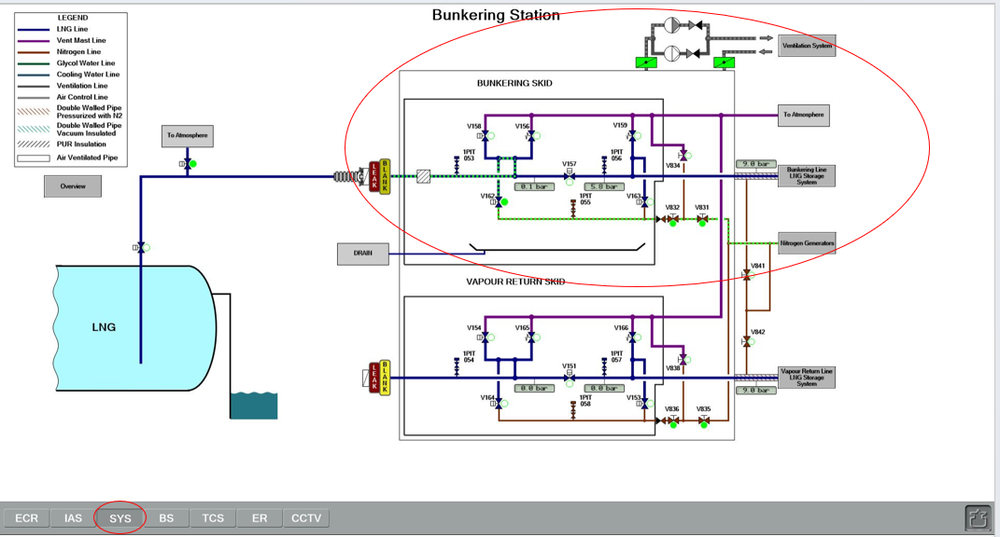 Bunkering Station
LEGEND
LNG Line
Vent Mast Line
Nitrogen Line
Glycol Water Line
Cooling Water Line
Ventilation Line
Air Control Line
Double Walled Pipe
Pressurized with N2
Double Walled Pipe
Vacuum Insulated
PUR Insulation
Air Ventilated Pipe
Overview
To Atmosphere
Ventilation System
BUNKERING SKID
To Atmosphere
V158
V156
V159
1PIT
053
V157
1PIT
056
V834
9.0 bar
Bunkering Line
LNG Storage
System
LEAK
BLANK
0.1 bar
5.8 bar
V162
1PIT
055
V163
V832
V831
Nitrogen Generators
DRAIN
V841
VAPOUR RETURN SKID
LNG
V154
V165
V166
V842
1PIT
054
V151
1PIT
057
V838
LEAK
BLANK
0.0 bar
0.0 bar
Vapour Return Line
LNG Storage
System
9.0 bar
V164
1PIT
058
V153
V836
V835
ECR
IAS
SYS
BS
TCS
ER
CCTV